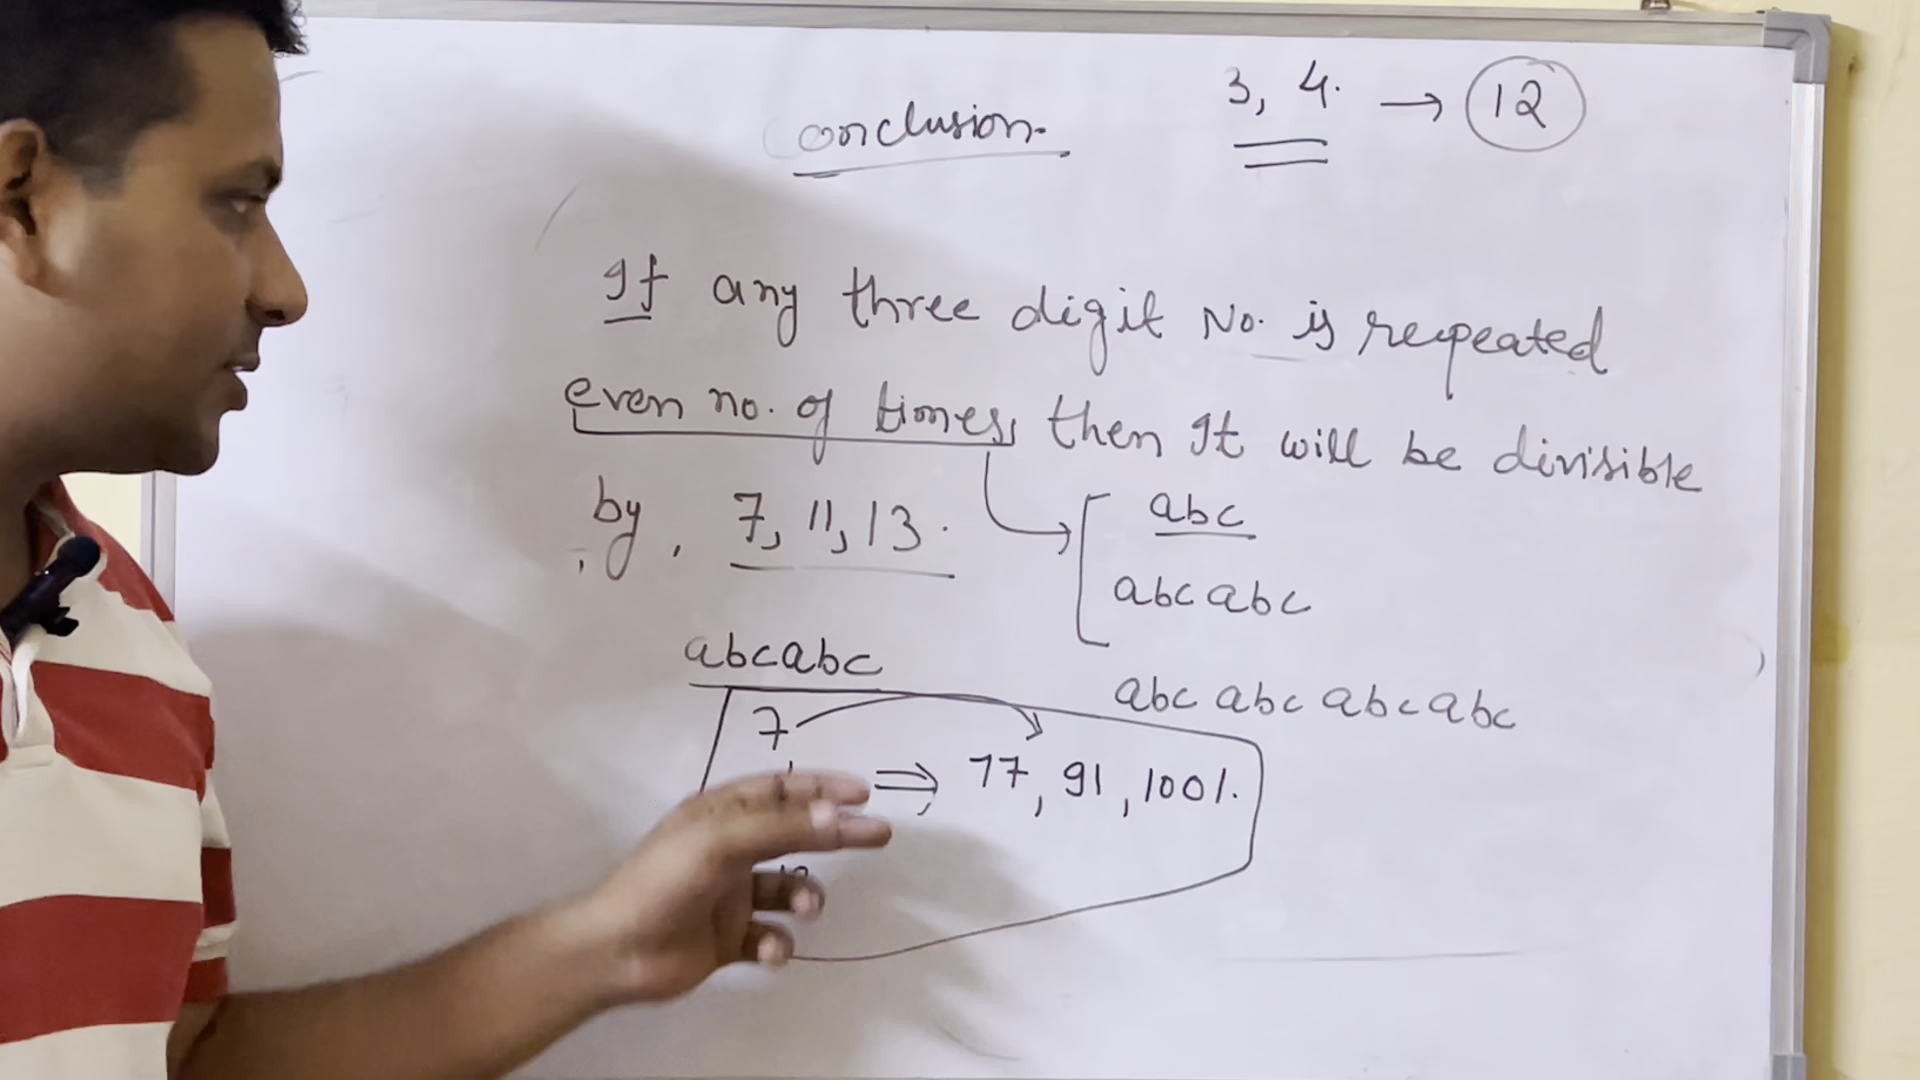 3, 4. → 12
Conclusion.
If any three digit No. is repeated
even no. of times, then It will be divisible
by, 7, 11, 13.
abc
abcabc
abcabc
abc abc abc abc
7
⇒ 77, 91, 1001.